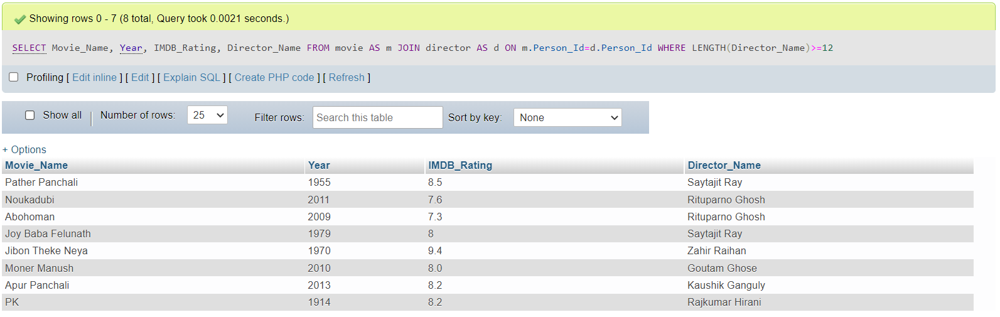 Showing rows 0 - 7 (8 total, Query took 0.0021 seconds.)
SELECT Movie_Name, Year, IMDB_Rating, Director_Name FROM movie AS m JOIN director AS d ON m.Person_Id=d.Person_Id WHERE LENGTH(Director_Name)>=12
Profiling [ Edit inline ] [ Edit ] [ Explain SQL ] [ Create PHP code ] [ Refresh ]
Show all Number of rows: 25 Filter rows: Search this table Sort by key: None
+ Options
Movie_Name Year IMDB_Rating Director_Name
Pather Panchali 1955 8.5 Saytajit Ray
Noukadubi 2011 7.6 Rituparno Ghosh
Abohoman 2009 7.3 Rituparno Ghosh
Joy Baba Felunath 1979 8 Saytajit Ray
Jibon Theke Neya 1970 9.4 Zahir Raihan
Moner Manush 2010 8.0 Goutam Ghose
Apur Panchali 2013 8.2 Kaushik Ganguly
PK 1914 8.2 Rajkumar Hirani